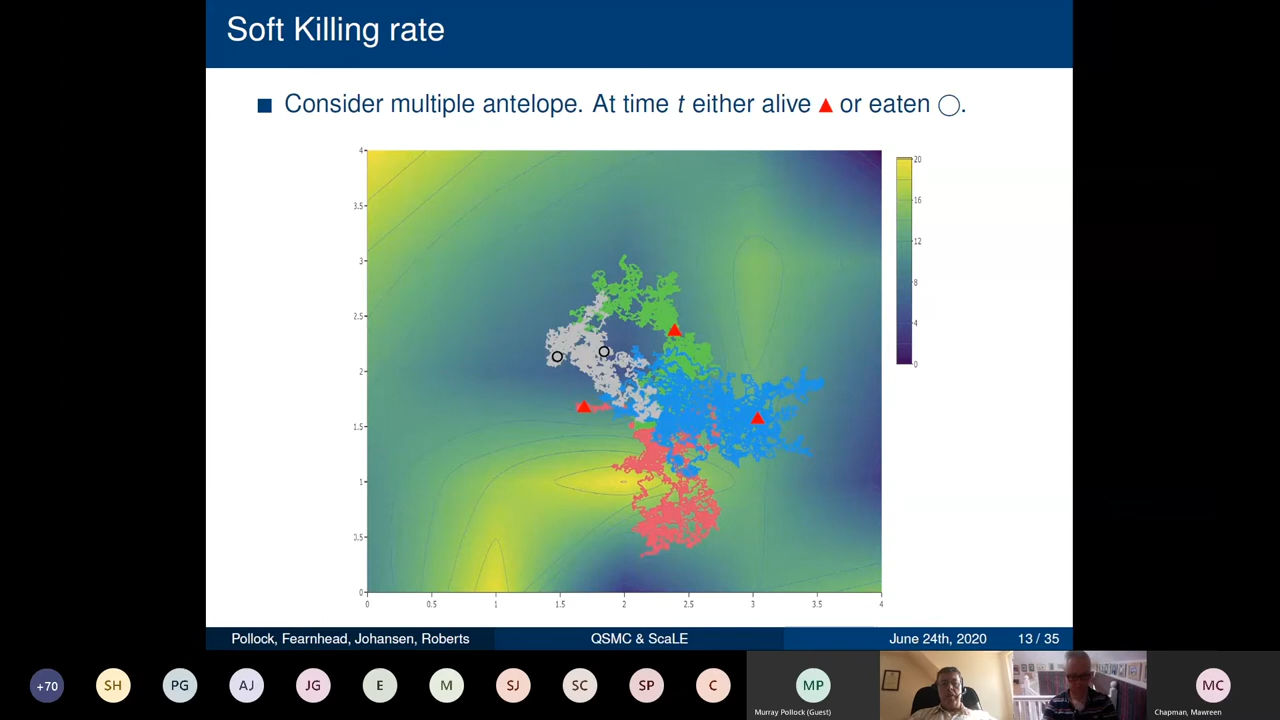 Soft Killing rate
Consider multiple antelope. At time t either alive ▲ or eaten ◯.
4
3.5
3
2.5
2
1.5
1
0.5
0
0 0.5 1 1.5 2 2.5 3 3.5 4
20
16
12
8
4
0
Pollock, Fearnhead, Johansen, Roberts QSMC & ScaLE June 24th, 2020 13 / 35
+70 SH PG AJ JG E M SJ SC SP C MP MC
Murray Pollock (Guest) Chapman, Mawreen